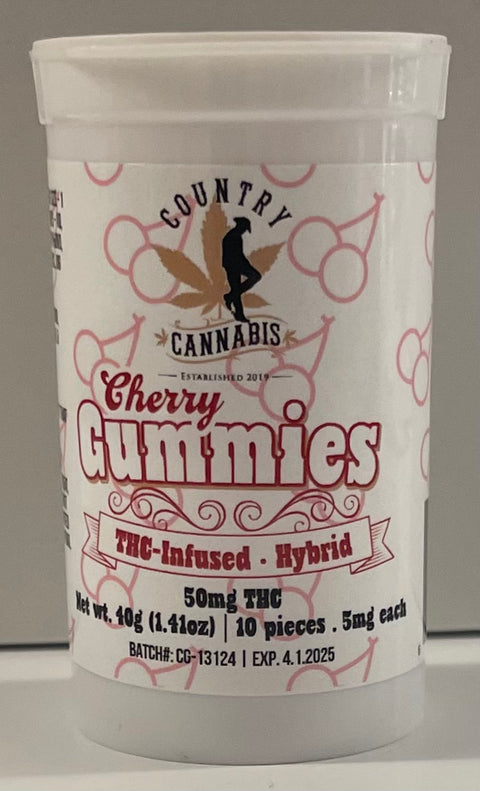 COUNTRY
CANNABIS
ESTABLISHED 2019
Cherry
Gummies
THC-Infused · Hybrid
50mg THC
Net wt. 40g (1.41oz) | 10 pieces . 5mg each
BATCH#: CG-13124 | EXP. 4.1.2025